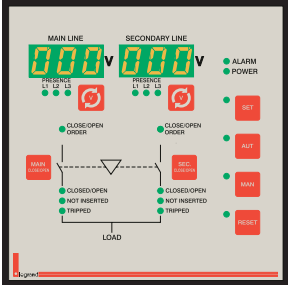 MAIN LINE SECONDARY LINE
000 V 000 V
PRESENCE PRESENCE
L1 L2 L3 L1 L2 L3
V V
ALARM
POWER
CLOSE/OPEN
ORDER
CLOSE/OPEN
ORDER
SET
AUT
MAIN
CLOSE/OPEN
SEC.
CLOSE/OPEN
MAN
CLOSED/OPEN CLOSED/OPEN
NOT INSERTED NOT INSERTED
TRIPPED TRIPPED
RESET
LOAD
legrand